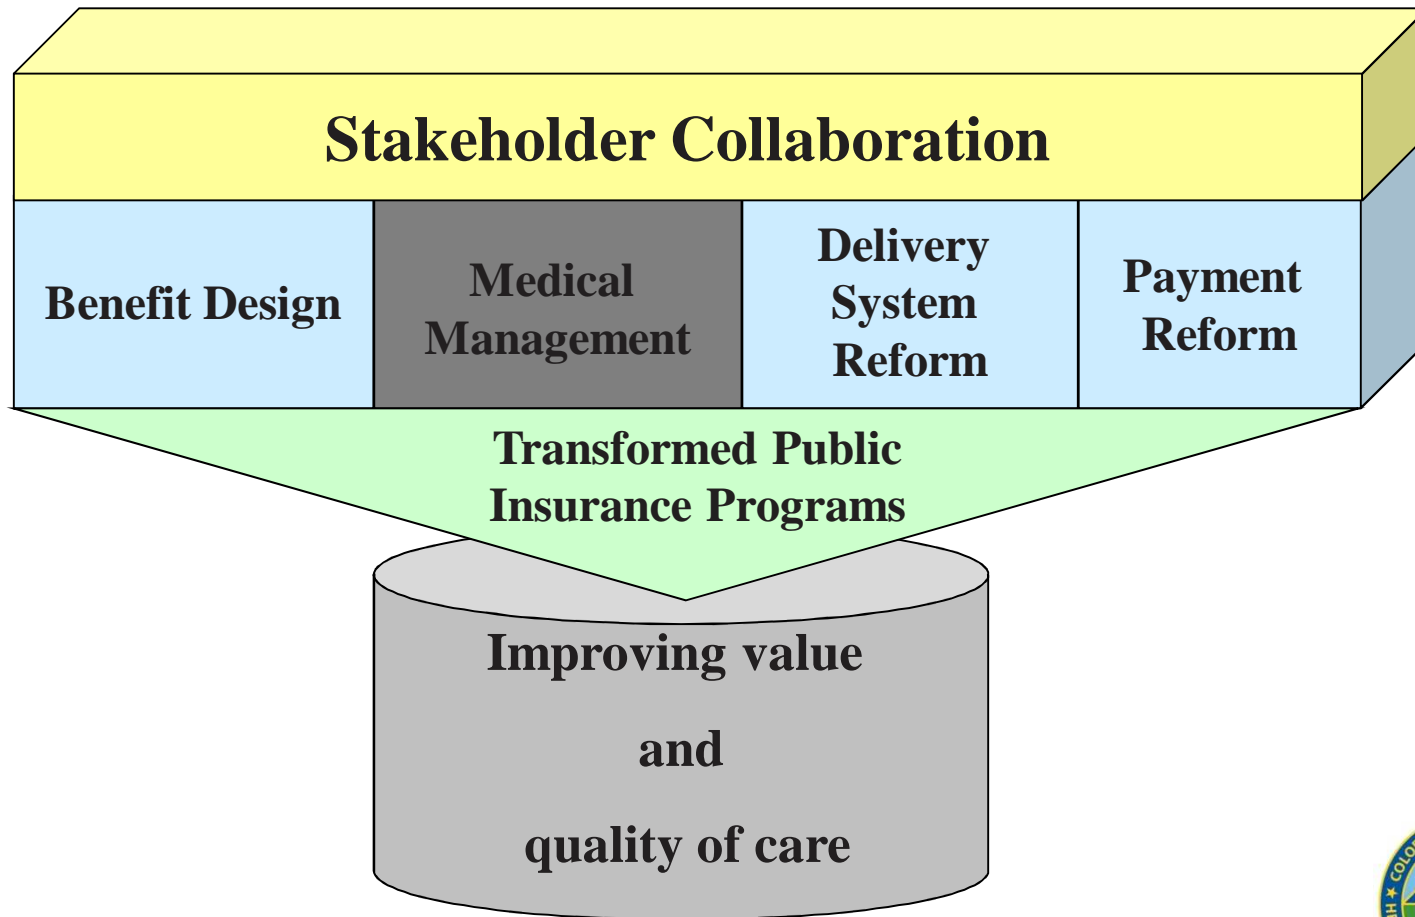 Stakeholder Collaboration
Benefit Design
Medical
Management
Delivery
System
Reform
Payment
Reform
Transformed Public
Insurance Programs
Improving value
and
quality of care